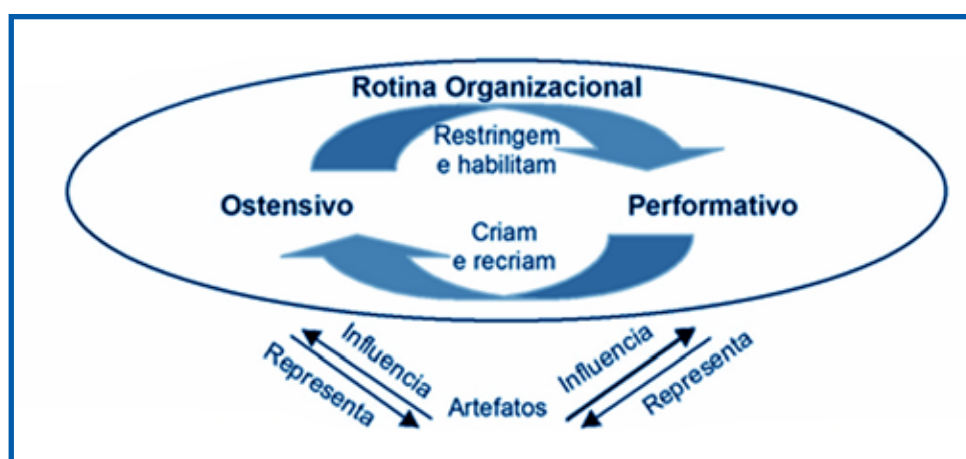 Rotina Organizacional
Restringem
e habilitam
Ostensivo
Performativo
Criam
e recriam
Influencia
Representa
Artefatos
Influencia
Representa